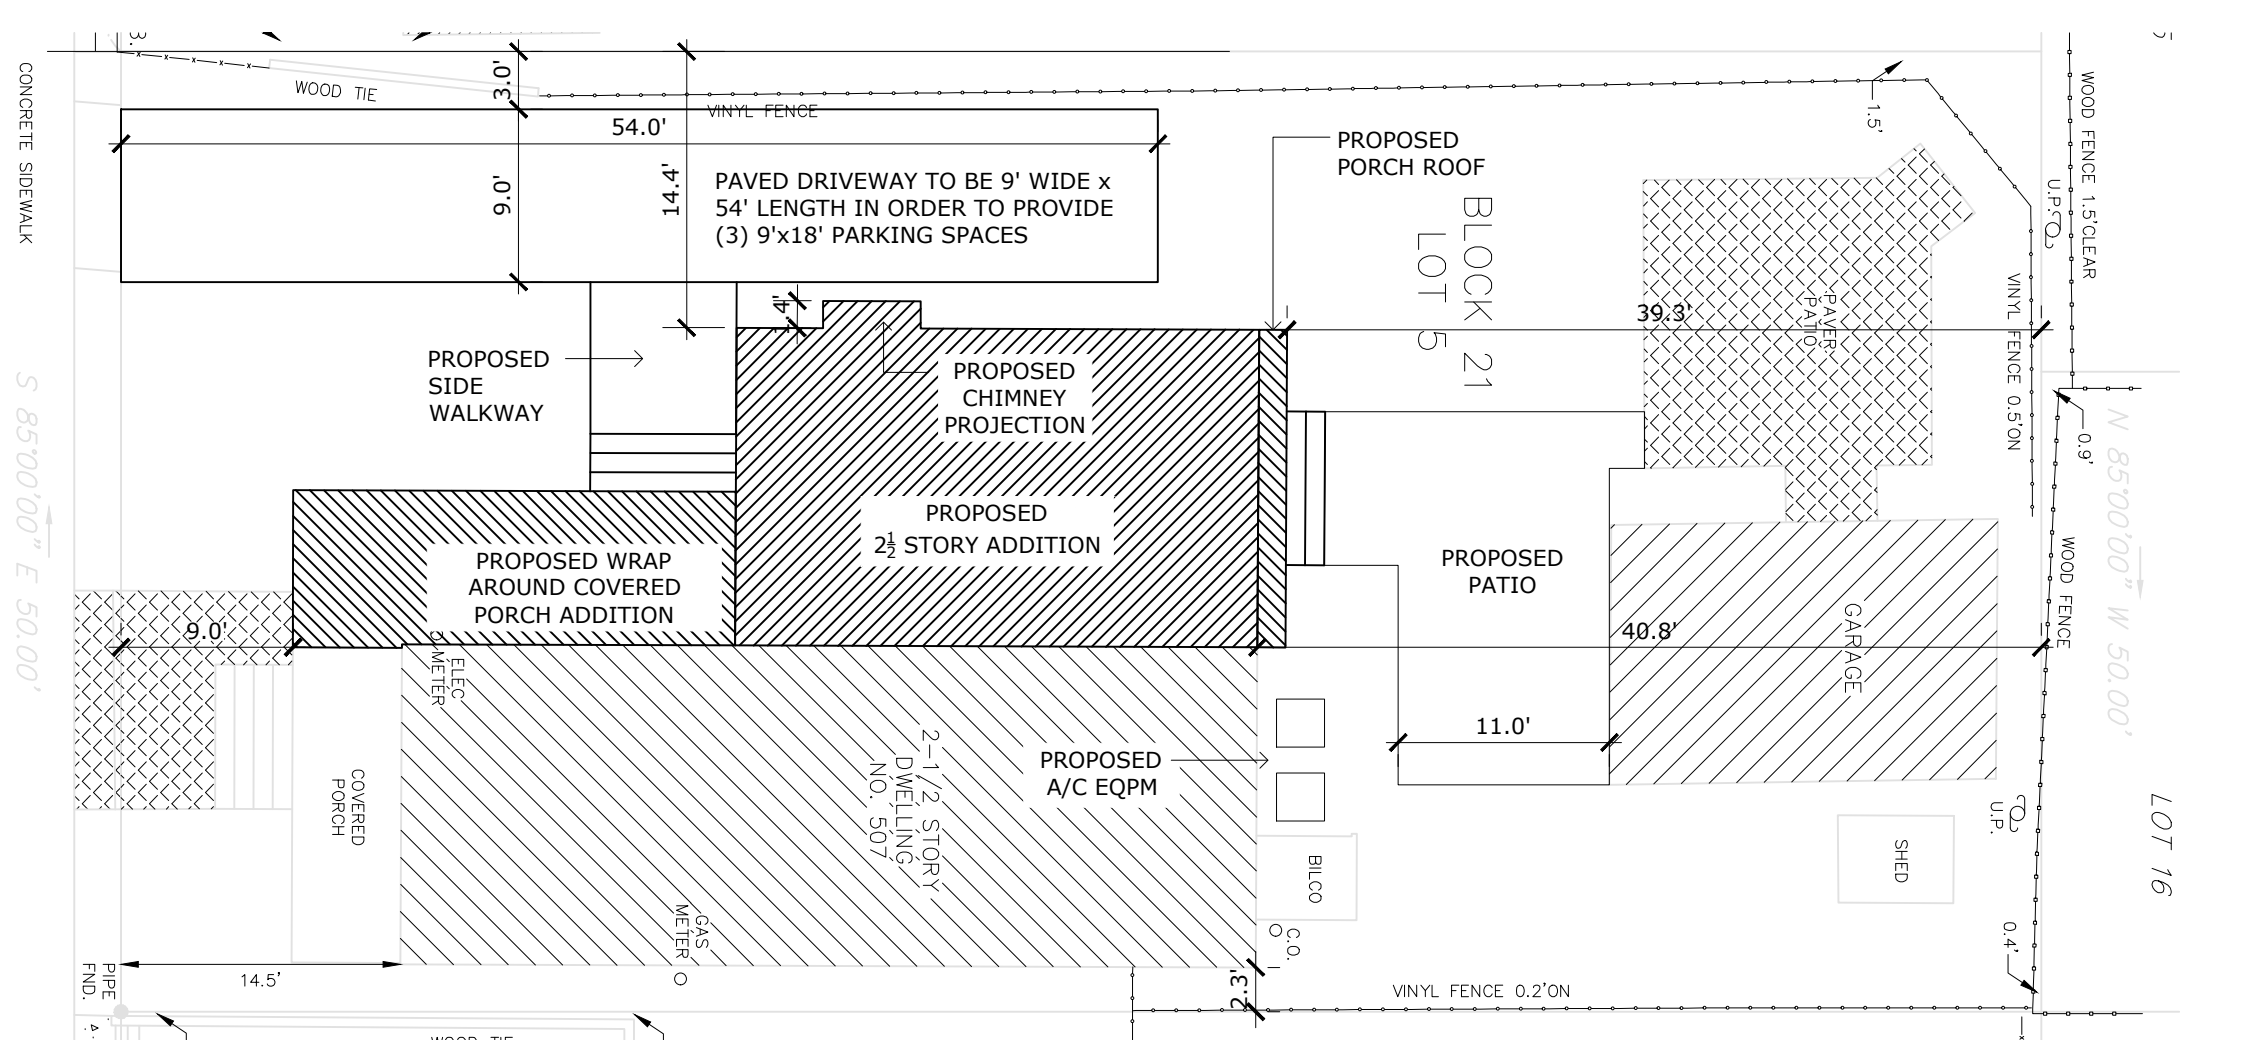 CONCRETE SIDEWALK
S 85°00'00" E 50.00'
WOOD TIE
3.0'
VINYL FENCE
54.0'
9.0'
14.4'
PAVED DRIVEWAY TO BE 9' WIDE x
54' LENGTH IN ORDER TO PROVIDE
(3) 9'x18' PARKING SPACES
PROPOSED
PORCH ROOF
BLOCK 21
LOT 5
1.5'
U.P.
WOOD FENCE 1.5'CLEAR
VINYL FENCE 0.5'ON
39.3'
PAVER
PATIO
PROPOSED
SIDE
WALKWAY
1.4'
PROPOSED
CHIMNEY
PROJECTION
PROPOSED
2½ STORY ADDITION
PROPOSED WRAP
AROUND COVERED
PORCH ADDITION
PROPOSED
PATIO
0.9'
N 85°00'00" W 50.00'
WOOD FENCE
9.0'
ELEC
METER
40.8'
GARAGE
11.0'
COVERED
PORCH
2-1/2 STORY
DWELLING
NO. 507
PROPOSED
A/C EQPM
BILCO
U.P.
SHED
LOT 16
GAS
METER
C.O.
0.4'
PIPE
FND.
14.5'
2.3'
VINYL FENCE 0.2'ON
WOOD TIE